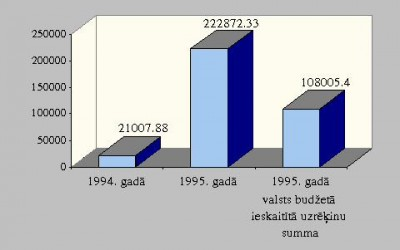 250000
222872.33
200000
150000
108005.4
100000
50000
21007.88
0
1994. gadā
1995. gadā
1995. gadā
valsts budžetā
ieskaitītā uzrēķinu
summa